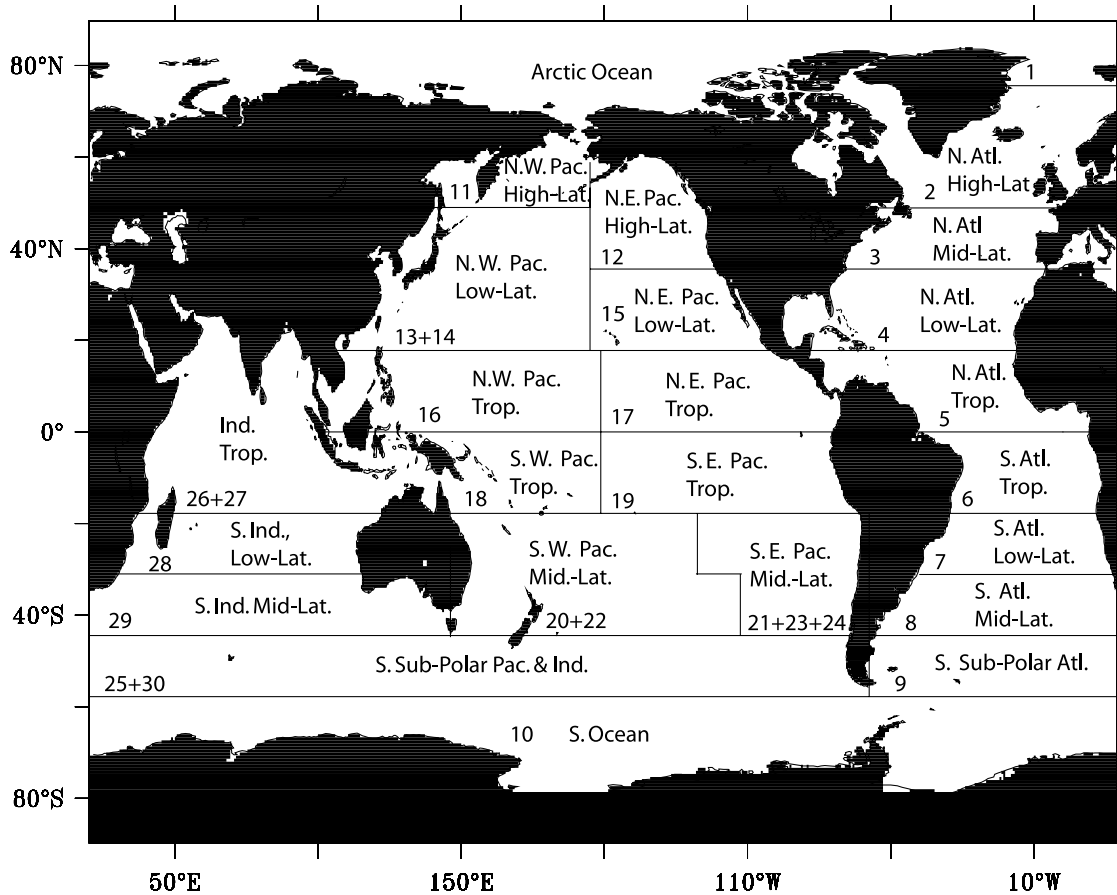 80°N
Arctic Ocean
1
N. Atl.
High-Lat
2
N.W. Pac.
High-Lat.
11
N.E. Pac.
High-Lat.
12
40°N
N. Atl
Mid-Lat.
3
N.W. Pac.
Low-Lat.
13+14
15
N.E. Pac.
Low-Lat.
N. Atl.
Low-Lat.
4
N.W. Pac.
Trop.
16
N.E. Pac.
Trop.
17
N. Atl.
Trop.
5
0°
Ind.
Trop.
26+27
S.W. Pac.
Trop.
18
S.E. Pac.
Trop.
19
S. Atl.
Trop.
6
S. Ind.,
Low-Lat.
28
S.W. Pac.
Mid.-Lat.
20+22
S.E. Pac.
Mid.-Lat.
21+23+24
S. Atl.
Low-Lat.
7
S. Ind. Mid-Lat.
29
S. Atl.
Mid-Lat.
8
40°S
S. Sub-Polar Pac. & Ind.
25+30
S. Sub-Polar Atl.
9
10 S. Ocean
80°S
50°E 150°W 110°W 10°W